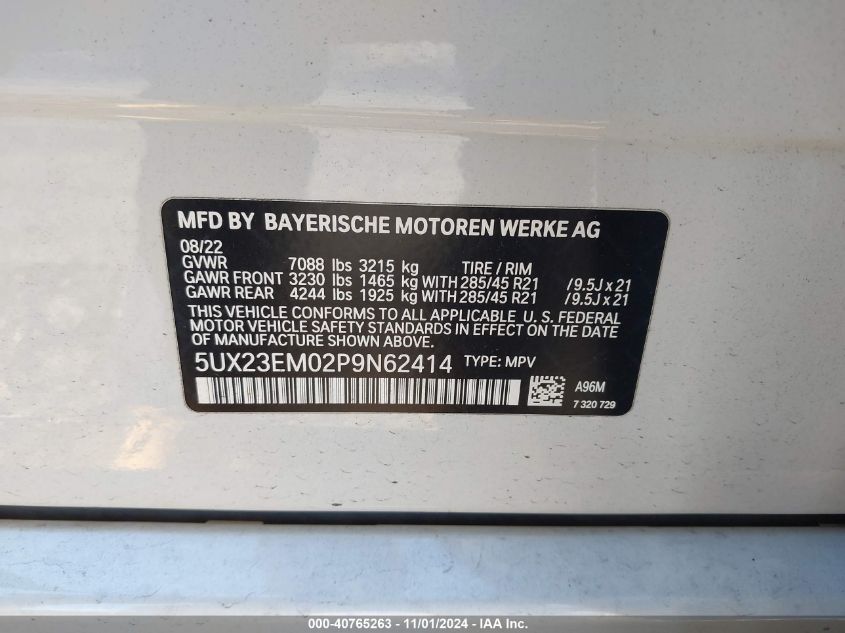 MFD BY BAYERISCHE MOTOREN WERKE AG
08/22
GVWR 7088 lbs 3215 kg TIRE / RIM
GAWR FRONT 3230 lbs 1465 kg WITH 285/45 R21 / 9.5J x 21
GAWR REAR 4244 lbs 1925 kg WITH 285/45 R21 / 9.5J x 21
THIS VEHICLE CONFORMS TO ALL APPLICABLE U. S. FEDERAL
MOTOR VEHICLE SAFETY STANDARDS IN EFFECT ON THE DATE
OF MANUFACTURE SHOWN ABOVE.
5UX23EM02P9N62414 TYPE: MPV
A96M
7 320 729
000-40765263 - 11/01/2024 - IAA Inc.